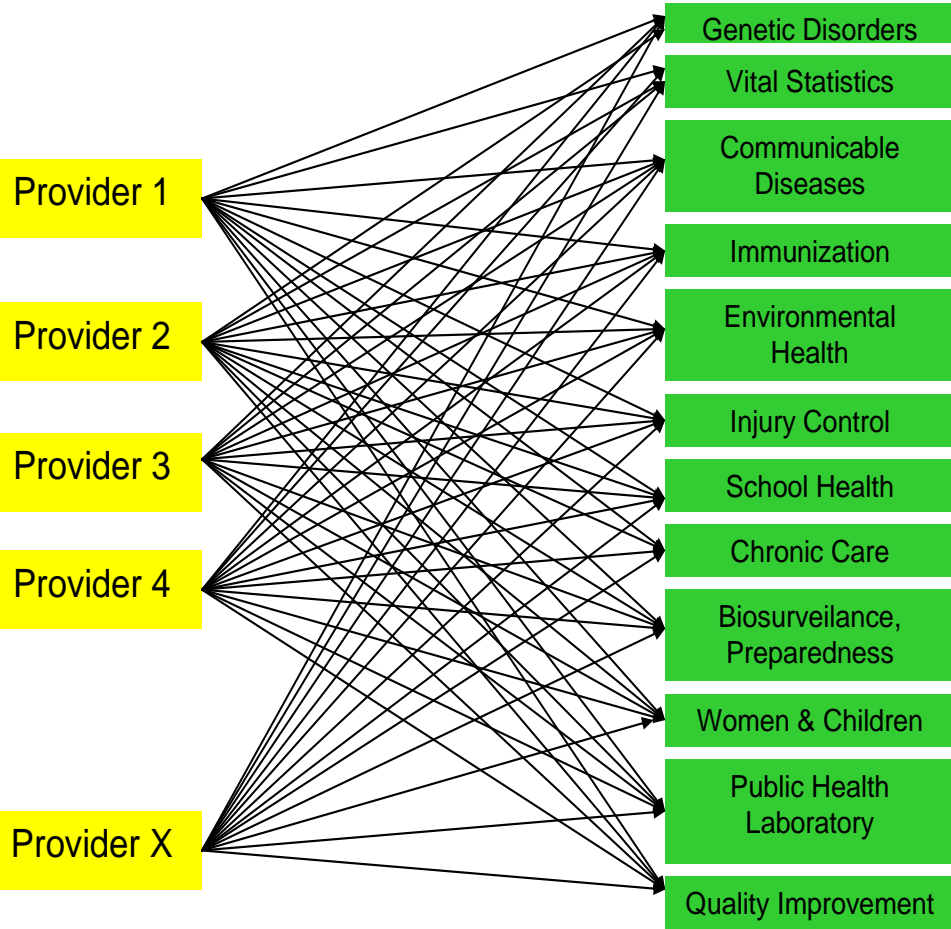 Provider 1
Provider 2
Provider 3
Provider 4
Provider X
Genetic Disorders
Vital Statistics
Communicable
Diseases
Immunization
Environmental
Health
Injury Control
School Health
Chronic Care
Biosurveilance,
Preparedness
Women & Children
Public Health
Laboratory
Quality Improvement